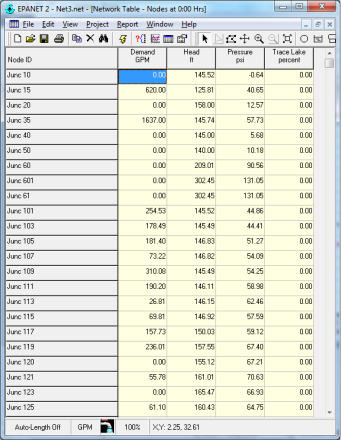 EPANET 2 - Net3.net - [Network Table - Nodes at 0:00 Hrs]
File Edit View Project Report Window Help
Node ID Demand GPM Head ft Pressure psi Trace Lake percent
Junc 10 0.00 145.52 -0.64 0.00
Junc 15 620.00 125.81 40.65 0.00
Junc 20 0.00 158.00 12.57 0.00
Junc 35 1637.00 145.74 57.73 0.00
Junc 40 0.00 145.00 5.68 0.00
Junc 50 0.00 140.00 10.18 0.00
Junc 60 0.00 209.01 90.56 0.00
Junc 601 0.00 302.45 131.05 0.00
Junc 61 0.00 302.45 131.05 0.00
Junc 101 254.53 145.52 44.86 0.00
Junc 103 178.49 145.49 44.41 0.00
Junc 105 181.40 146.83 51.27 0.00
Junc 107 73.22 146.82 54.09 0.00
Junc 109 310.08 145.49 54.25 0.00
Junc 111 190.20 146.11 58.98 0.00
Junc 113 26.81 146.15 62.46 0.00
Junc 115 69.81 146.92 57.59 0.00
Junc 117 157.73 150.03 59.12 0.00
Junc 119 236.01 157.55 67.40 0.00
Junc 120 0.00 155.12 67.21 0.00
Junc 121 55.78 161.01 70.63 0.00
Junc 123 0.00 165.47 66.93 0.00
Junc 125 61.10 160.43 64.75 0.00
Auto-Length Off GPM 100% X,Y: 2.25, 32.61